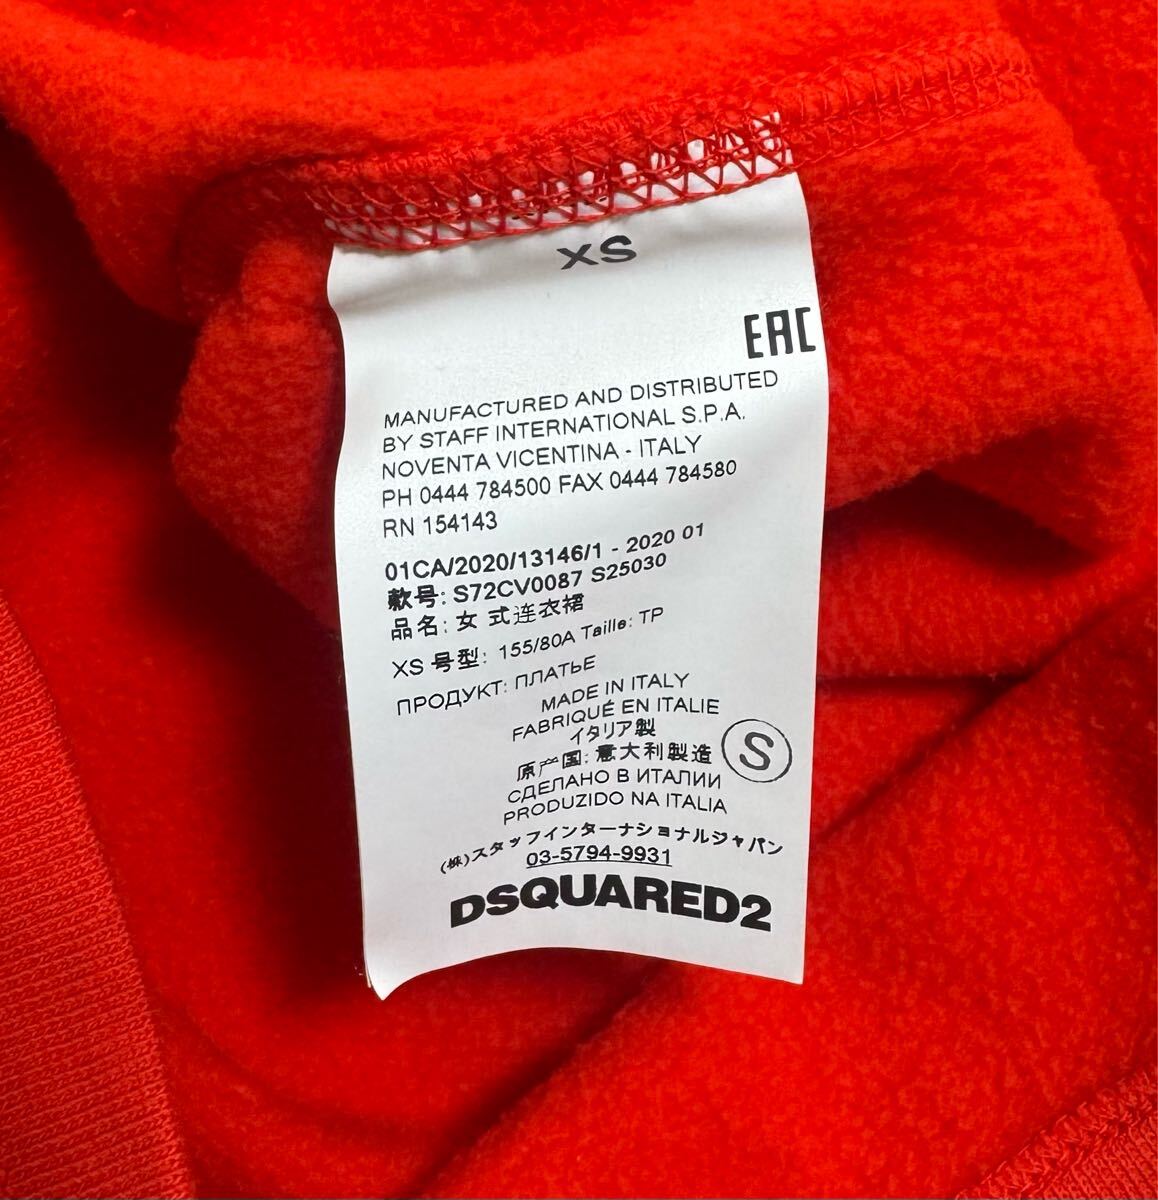 XS
EAC
MANUFACTURED AND DISTRIBUTED
BY STAFF INTERNATIONAL S.P.A.
NOVENTA VICENTINA - ITALY
PH 0444 784500 FAX 0444 784580
RN 154143
01CA/2020/13146/1 - 2020 01
款号: S72CV0087 S25030
品名: 女 式连衣裙
XS 号型: 155/80A Taille: TP
ПРОДУКТ: ПЛАТЬЕ
MADE IN ITALY
FABRIQUÉ EN ITALIE
イタリア製
原产国: 意大利製造
S
СДЕЛАНО В ИТАЛИИ
PRODUZIDO NA ITALIA
(株)スタッフインターナショナルジャパン
03-5794-9931
DSQUARED2